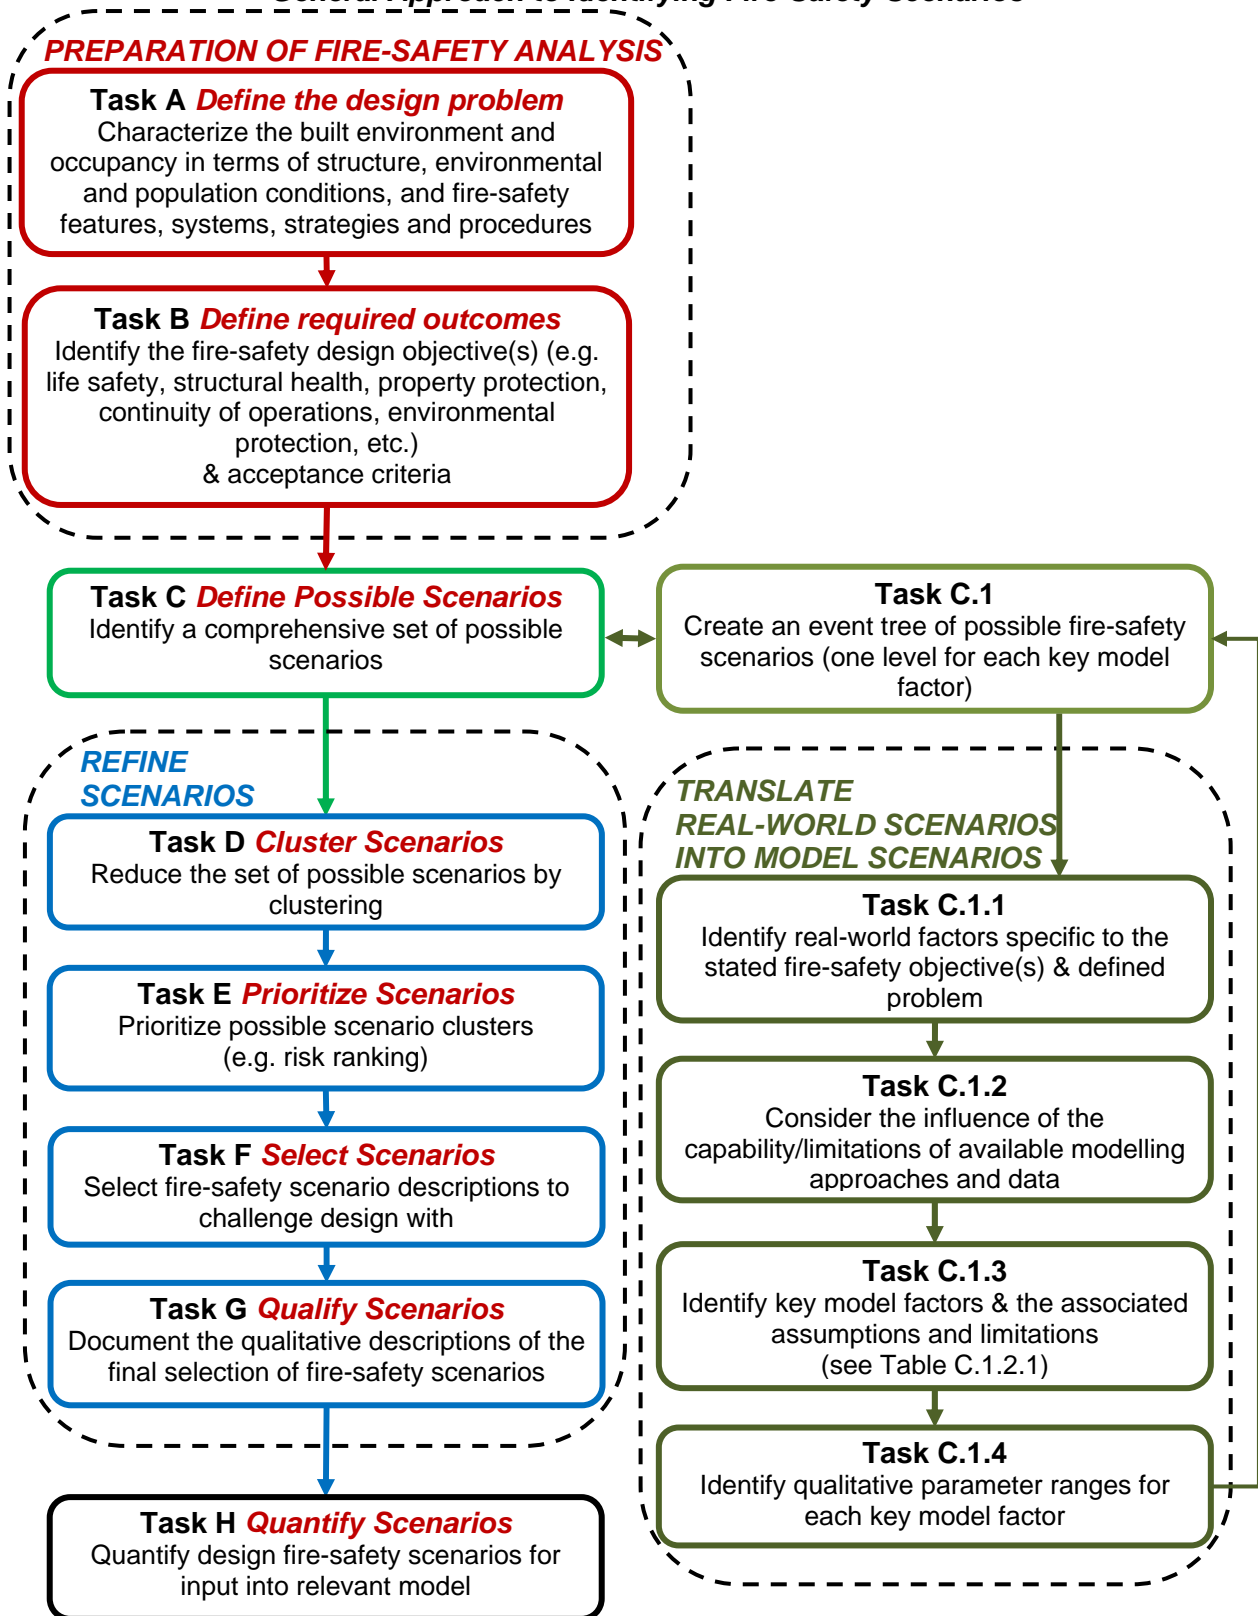 General Approach to Identifying Fire Safety Scenarios
PREPARATION OF FIRE-SAFETY ANALYSIS
Task A Define the design problem
Characterize the built environment and
occupancy in terms of structure, environmental
and population conditions, and fire-safety
features, systems, strategies and procedures
Task B Define required outcomes
Identify the fire-safety design objective(s) (e.g.
life safety, structural health, property protection,
continuity of operations, environmental
protection, etc.)
& acceptance criteria
Task C Define Possible Scenarios
Identify a comprehensive set of possible
scenarios
Task C.1
Create an event tree of possible fire-safety
scenarios (one level for each key model
factor)
REFINE
SCENARIOS
Task D Cluster Scenarios
Reduce the set of possible scenarios by
clustering
Task E Prioritize Scenarios
Prioritize possible scenario clusters
(e.g. risk ranking)
Task F Select Scenarios
Select fire-safety scenario descriptions to
challenge design with
Task G Qualify Scenarios
Document the qualitative descriptions of the
final selection of fire-safety scenarios
Task H Quantify Scenarios
Quantify design fire-safety scenarios for
input into relevant model
TRANSLATE
REAL-WORLD SCENARIOS
INTO MODEL SCENARIOS
Task C.1.1
Identify real-world factors specific to the
stated fire-safety objective(s) & defined
problem
Task C.1.2
Consider the influence of the
capability/limitations of available modelling
approaches and data
Task C.1.3
Identify key model factors & the associated
assumptions and limitations
(see Table C.1.2.1)
Task C.1.4
Identify qualitative parameter ranges for
each key model factor